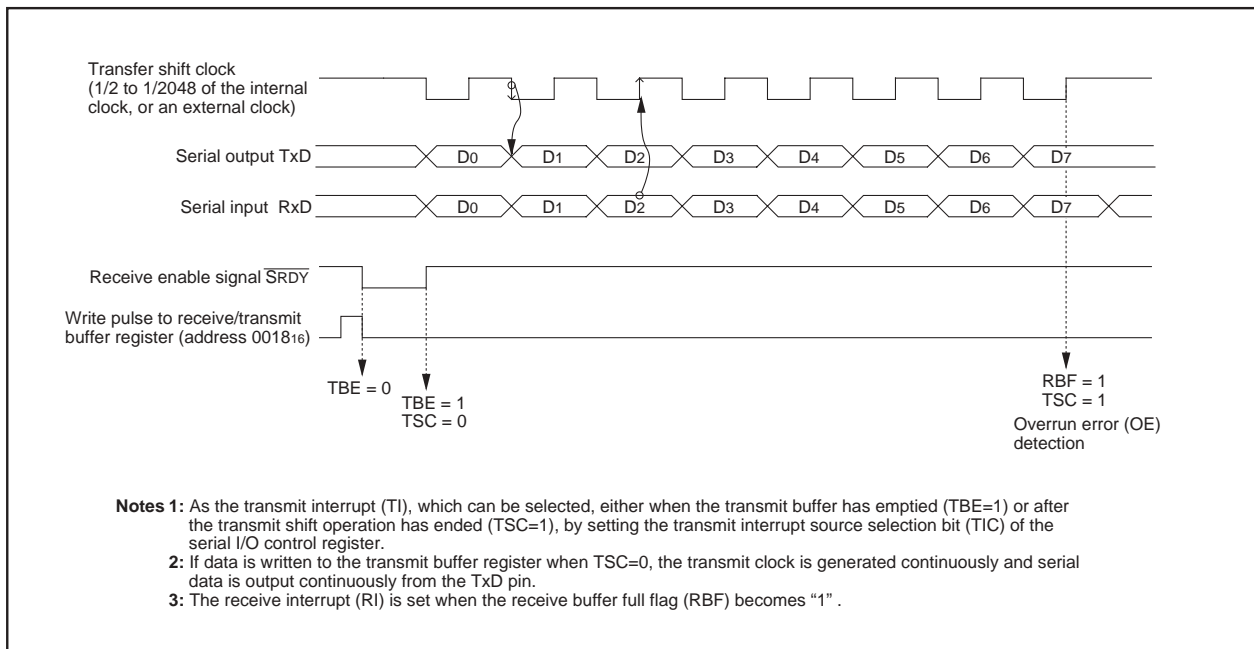 Transfer shift clock
(1/2 to 1/2048 of the internal
clock, or an external clock)
Serial output TxD
D0 D1 D2 D3 D4 D5 D6 D7
Serial input RxD
D0 D1 D2 D3 D4 D5 D6 D7
Receive enable signal SRDY
Write pulse to receive/transmit
buffer register (address 001816)
TBE = 0
TBE = 1
TSC = 0
RBF = 1
TSC = 1
Overrun error (OE)
detection
Notes 1: As the transmit interrupt (TI), which can be selected, either when the transmit buffer has emptied (TBE=1) or after
the transmit shift operation has ended (TSC=1), by setting the transmit interrupt source selection bit (TIC) of the
serial I/O control register.
2: If data is written to the transmit buffer register when TSC=0, the transmit clock is generated continuously and serial
data is output continuously from the TxD pin.
3: The receive interrupt (RI) is set when the receive buffer full flag (RBF) becomes “1” .